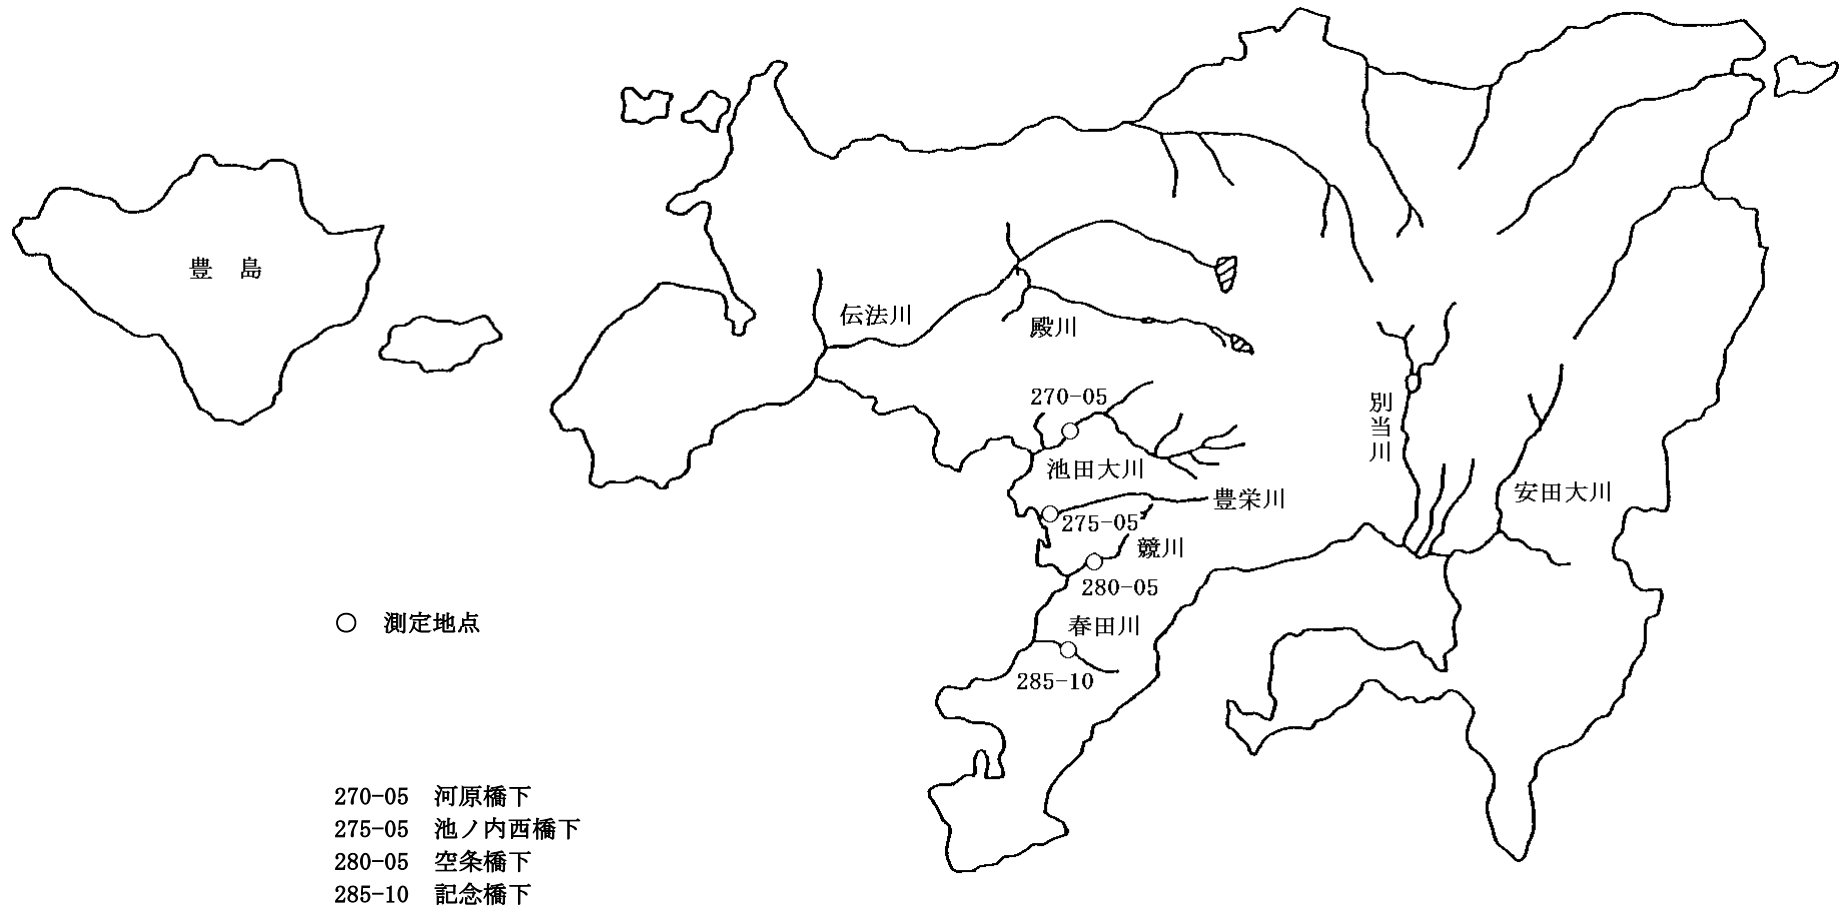 豊島
伝法川
殿川
270-05
池田大川
別当川
安田大川
豊栄川
275-05
競川
280-05
春田川
285-10
○ 測定地点
270-05 河原橋下
275-05 池ノ内西橋下
280-05 空条橋下
285-10 記念橋下